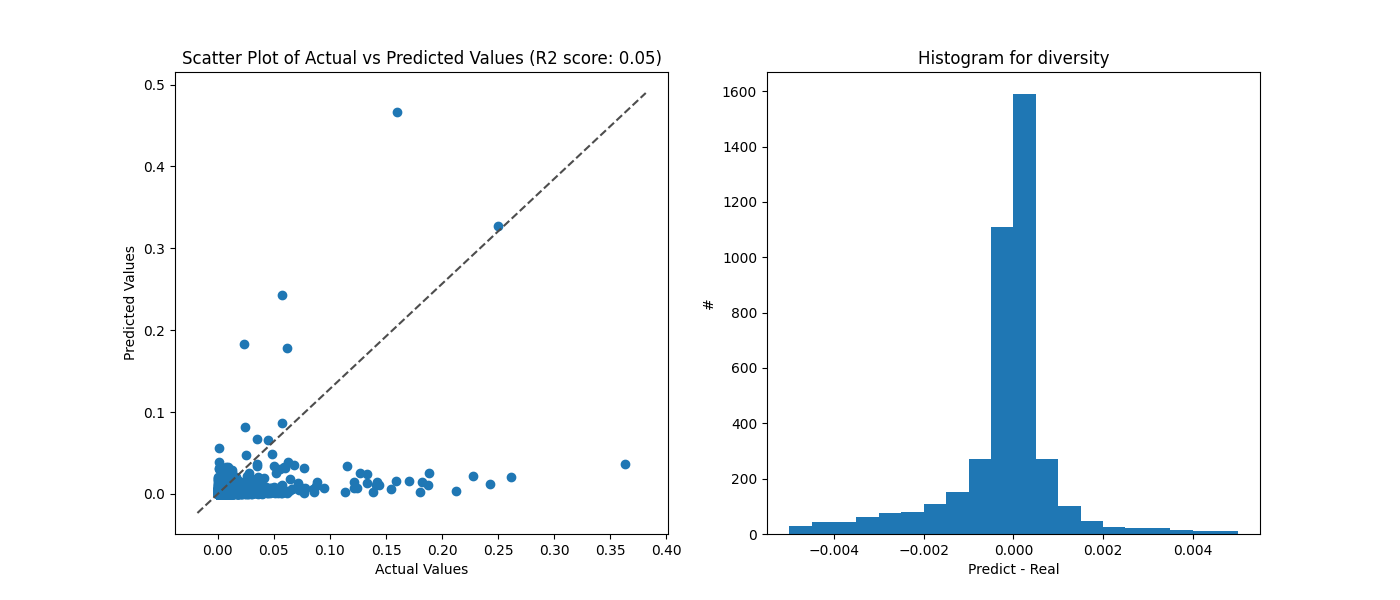 Scatter Plot of Actual vs Predicted Values (R2 score: 0.05)
0.5
0.4
0.3
0.2
0.1
0.0
Predicted Values
0.00 0.05 0.10 0.15 0.20 0.25 0.30 0.35 0.40
Actual Values
Histogram for diversity
1600
1400
1200
1000
800
600
400
200
0
#
−0.004 −0.002 0.000 0.002 0.004
Predict - Real